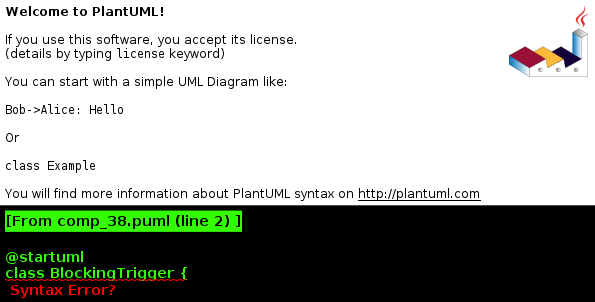 Welcome to PlantUML!
If you use this software, you accept its license.
(details by typing license keyword)
You can start with a simple UML Diagram like:
Bob->Alice: Hello
Or
class Example
You will find more information about PlantUML syntax on http://plantuml.com
[From comp_38.puml (line 2) ]
@startuml
class BlockingTrigger {
Syntax Error?